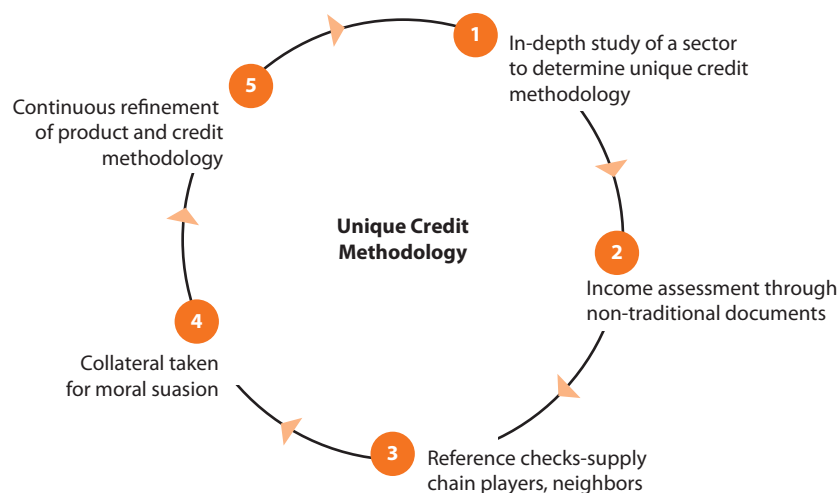 1
In-depth study of a sector
to determine unique credit
methodology
2
Income assessment through
non-traditional documents
3
Reference checks-supply
chain players, neighbors
4
Collateral taken
for moral suasion
5
Continuous refinement
of product and credit
methodology
Unique Credit
Methodology